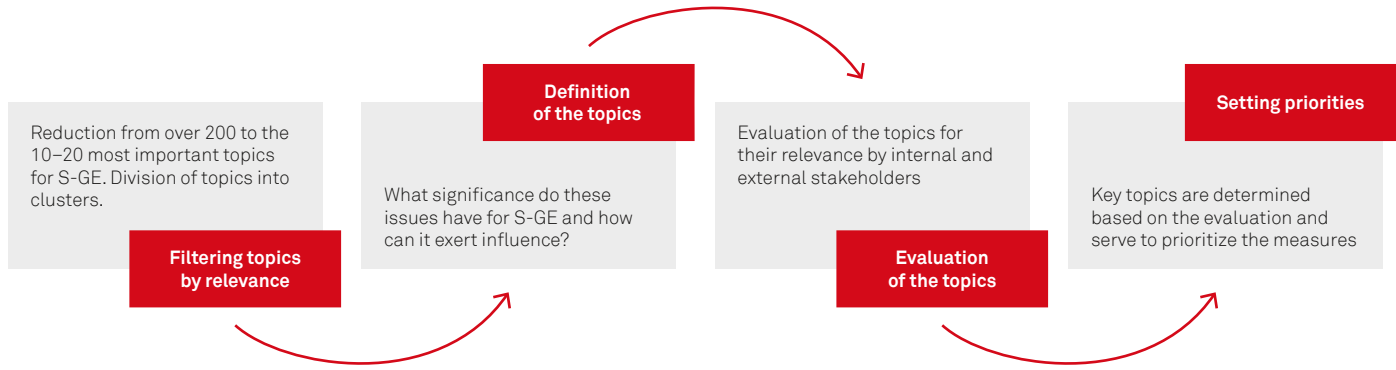 Reduction from over 200 to the
10–20 most important topics
for S-GE. Division of topics into
clusters.
Filtering topics
by relevance
Definition
of the topics
What significance do these
issues have for S-GE and how
can it exert influence?
Evaluation of the topics for
their relevance by internal and
external stakeholders
Evaluation
of the topics
Setting priorities
Key topics are determined
based on the evaluation and
serve to prioritize the measures